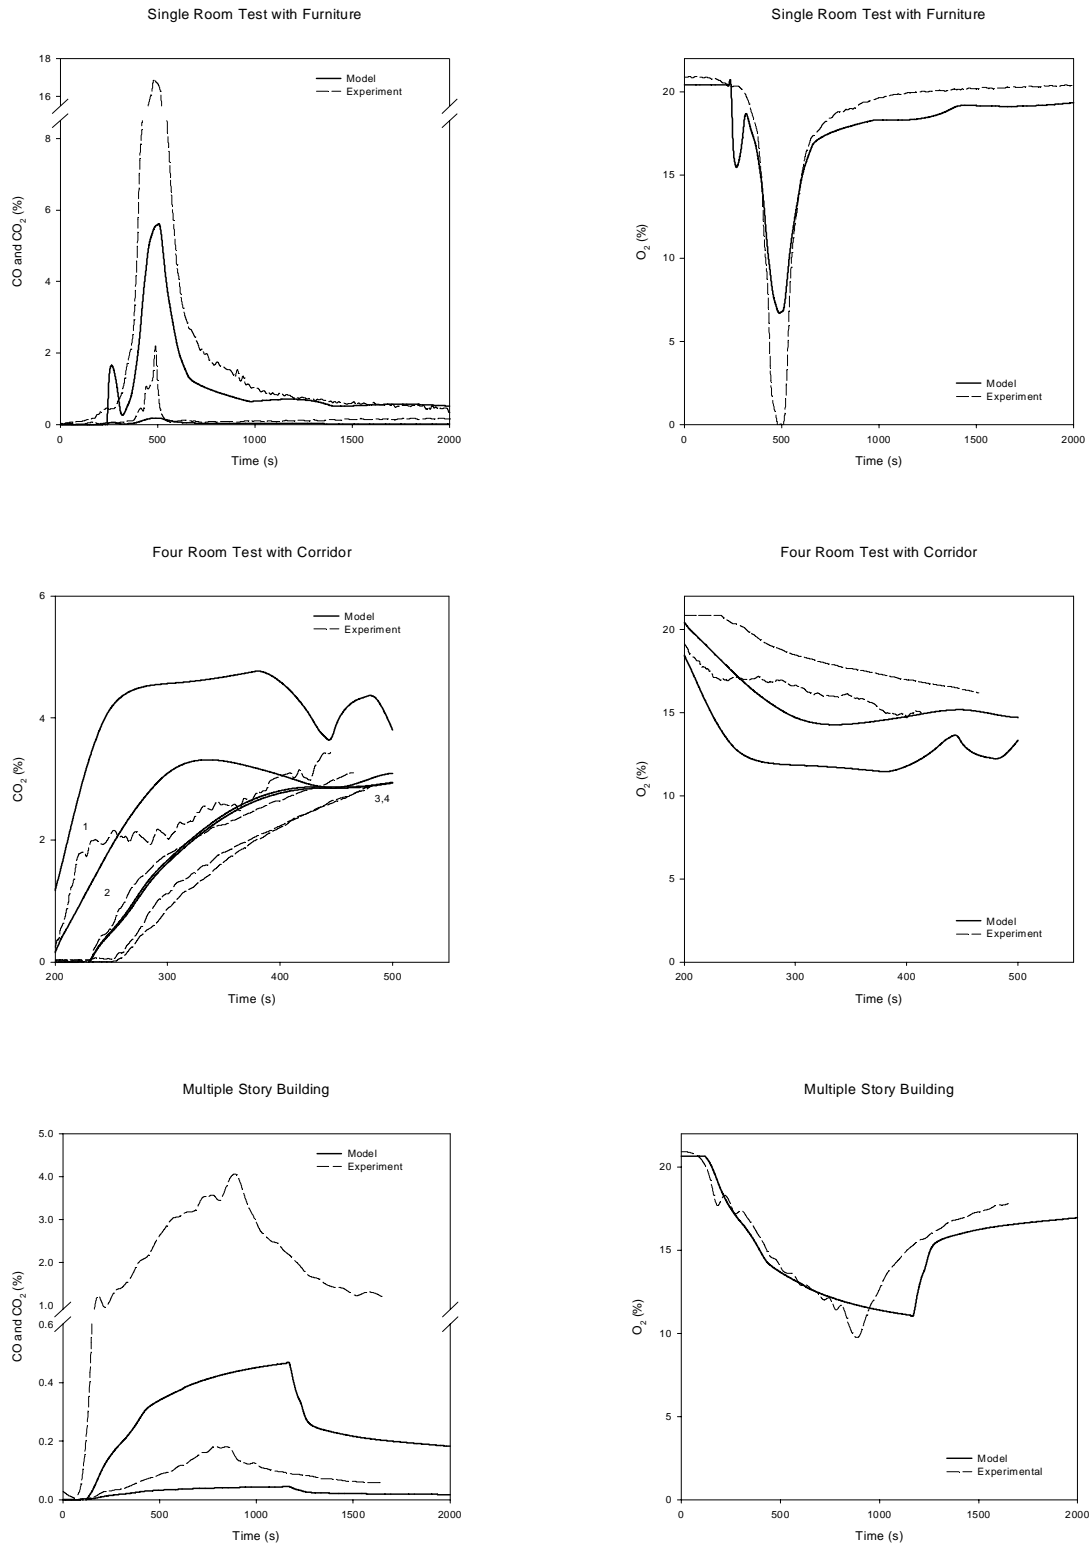 Single Room Test with Furniture
18
16
8
6
4
2
0
CO and CO2 (%)
Model
Experiment
0 500 1000 1500 2000
Time (s)
Single Room Test with Furniture
20
15
10
5
0
O2 (%)
Model
Experiment
0 500 1000 1500 2000
Time (s)
Four Room Test with Corridor
6
4
2
0
CO2 (%)
Model
Experiment
1
2
3,4
200 300 400 500
Time (s)
Four Room Test with Corridor
20
15
10
5
0
O2 (%)
Model
Experiment
200 300 400 500
Time (s)
Multiple Story Building
5.0
4.0
3.0
2.0
1.0
0.6
0.4
0.2
0.0
CO and CO2 (%)
Model
Experiment
0 500 1000 1500 2000
Time (s)
Multiple Story Building
20
15
10
5
0
O2 (%)
Model
Experimental
0 500 1000 1500 2000
Time (s)